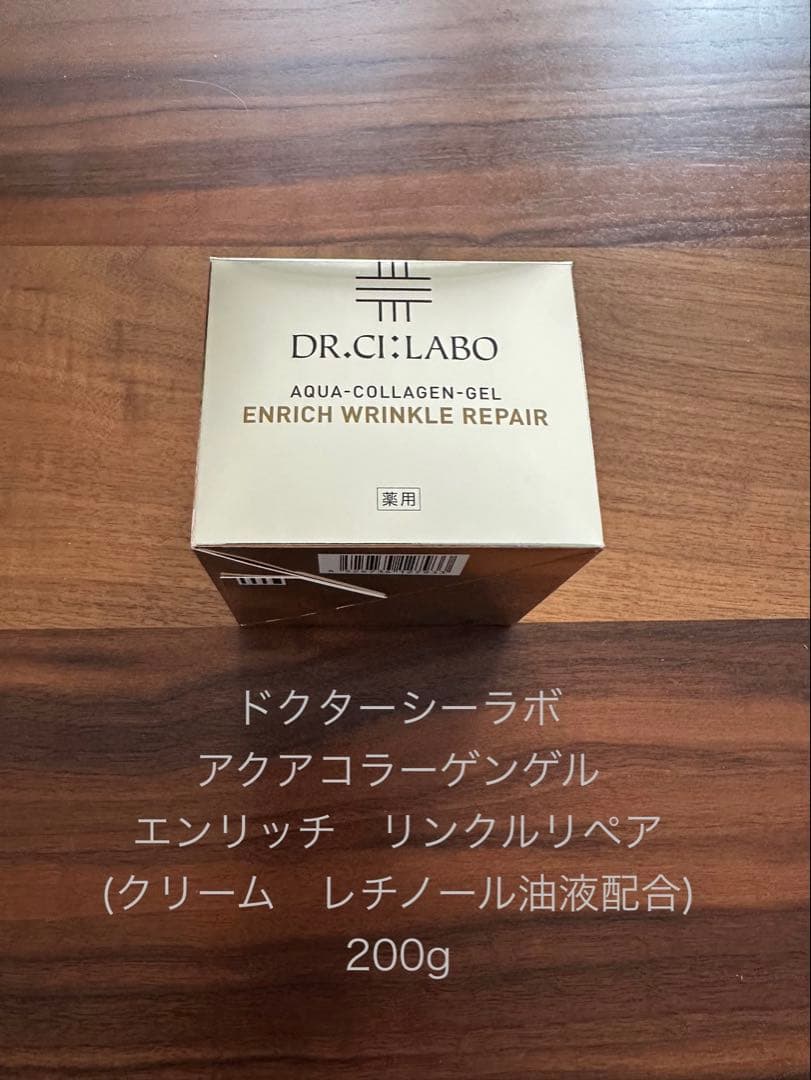 DR.CI:LABO
AQUA-COLLAGEN-GEL
ENRICH WRINKLE REPAIR
薬用
ドクターシーラボ
アクアコラーゲンゲル
エンリッチ　リンクルリペア
(クリーム　レチノール油液配合)
200g